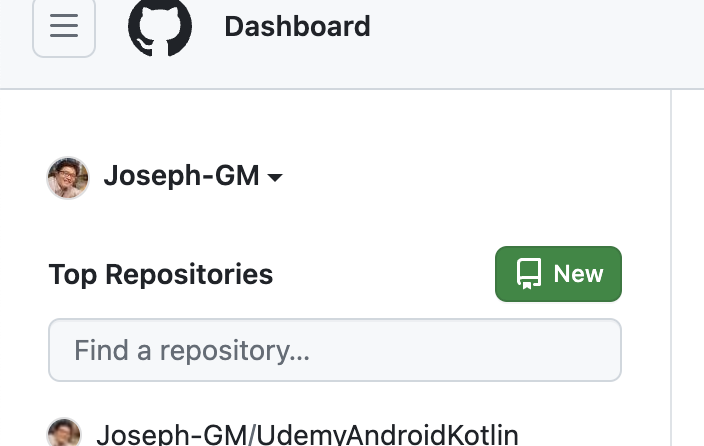 Dashboard
Joseph-GM
Top Repositories
New
Find a repository...
Joseph-GM/UdemyAndroidKotlin